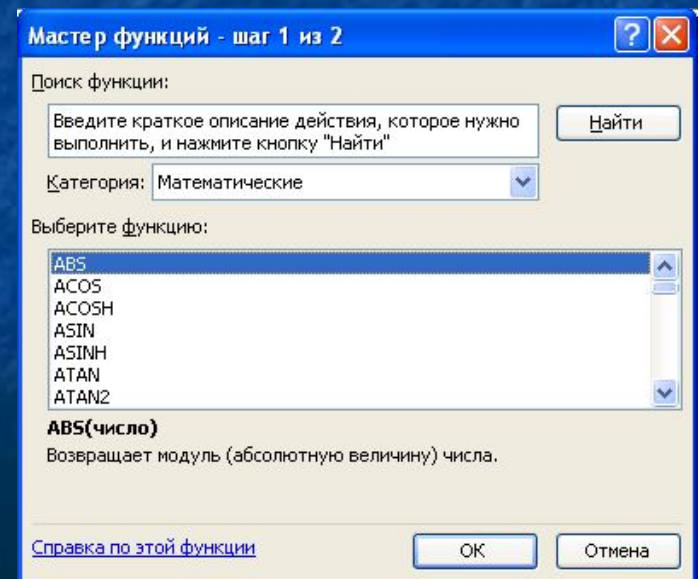 Мастер функций - шаг 1 из 2
Поиск функции:
Введите краткое описание действия, которое нужно
выполнить, и нажмите кнопку "Найти"
Найти
Категория: Математические
Выберите функцию:
ABS
ACOS
ACOSH
ASIN
ASINH
ATAN
ATAN2
ABS(число)
Возвращает модуль (абсолютную величину) числа.
Справка по этой функции
ОК
Отмена